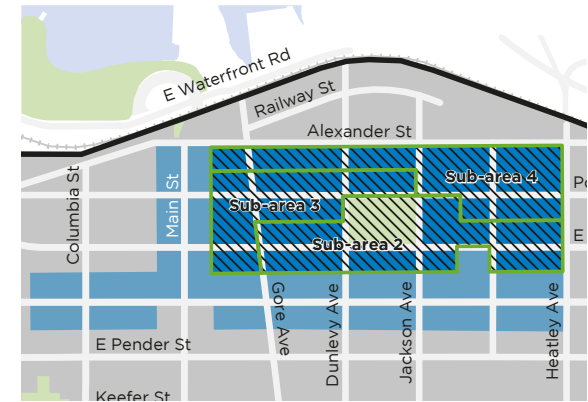 E Waterfront Rd
Railway St
Alexander St
Sub-area 4
Columbia St
Main St
Po
Sub-area 3
E
Sub-area 2
Gore Ave
Dunlevy Ave
Jackson Ave
Heatley Ave
E Pender St
Keefer St